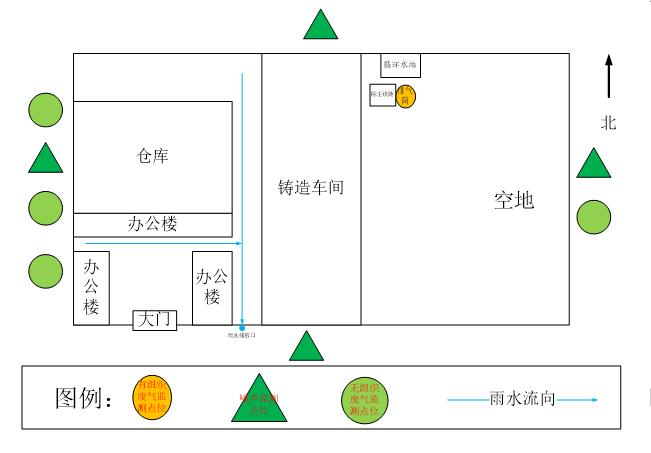 循环水池
除尘设施
排气
筒
北
仓库
铸造车间
空地
办公楼
办
公
楼
办公
楼
大门
雨水排放口
图例：
有组织
废气监
测点位
噪声监测
点位
无组织
废气监
测点位
雨水流向